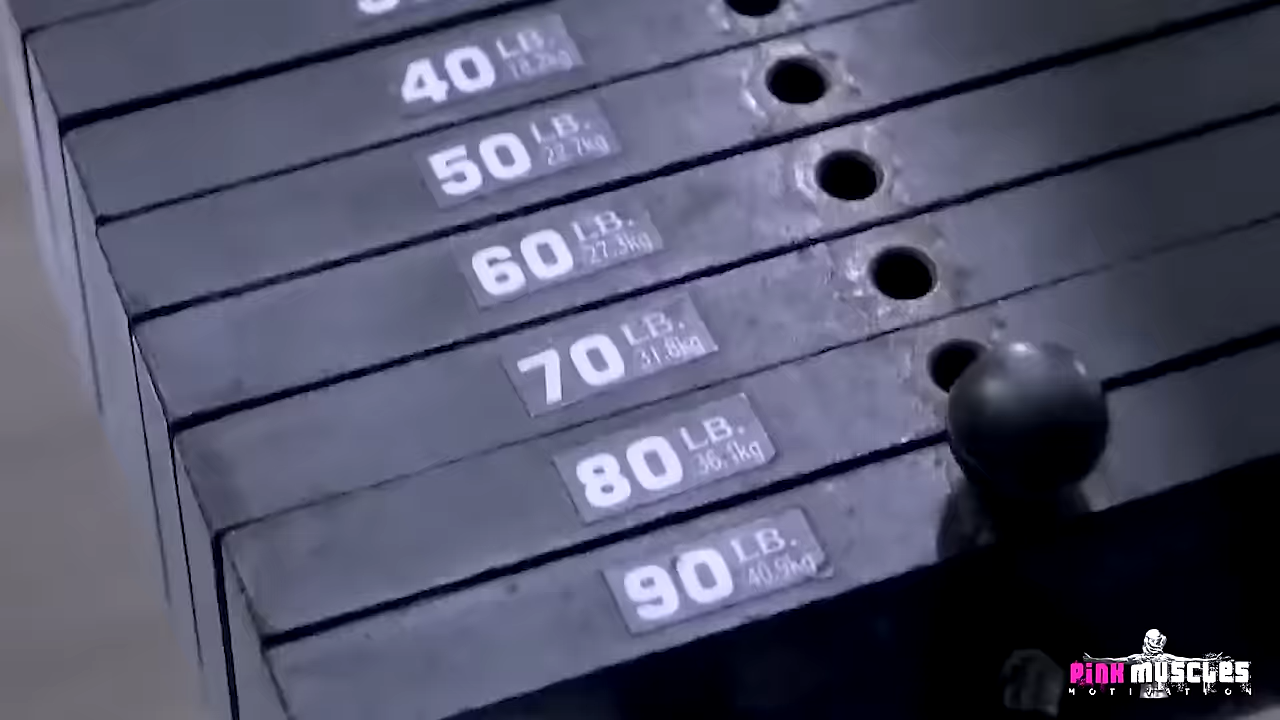 40 LB.
18.2kg
50 LB.
22.7kg
60 LB.
27.3kg
70 LB.
31.8kg
80 LB.
36.4kg
90 LB.
40.9kg
PINK MUSCLES
MOTIVATION